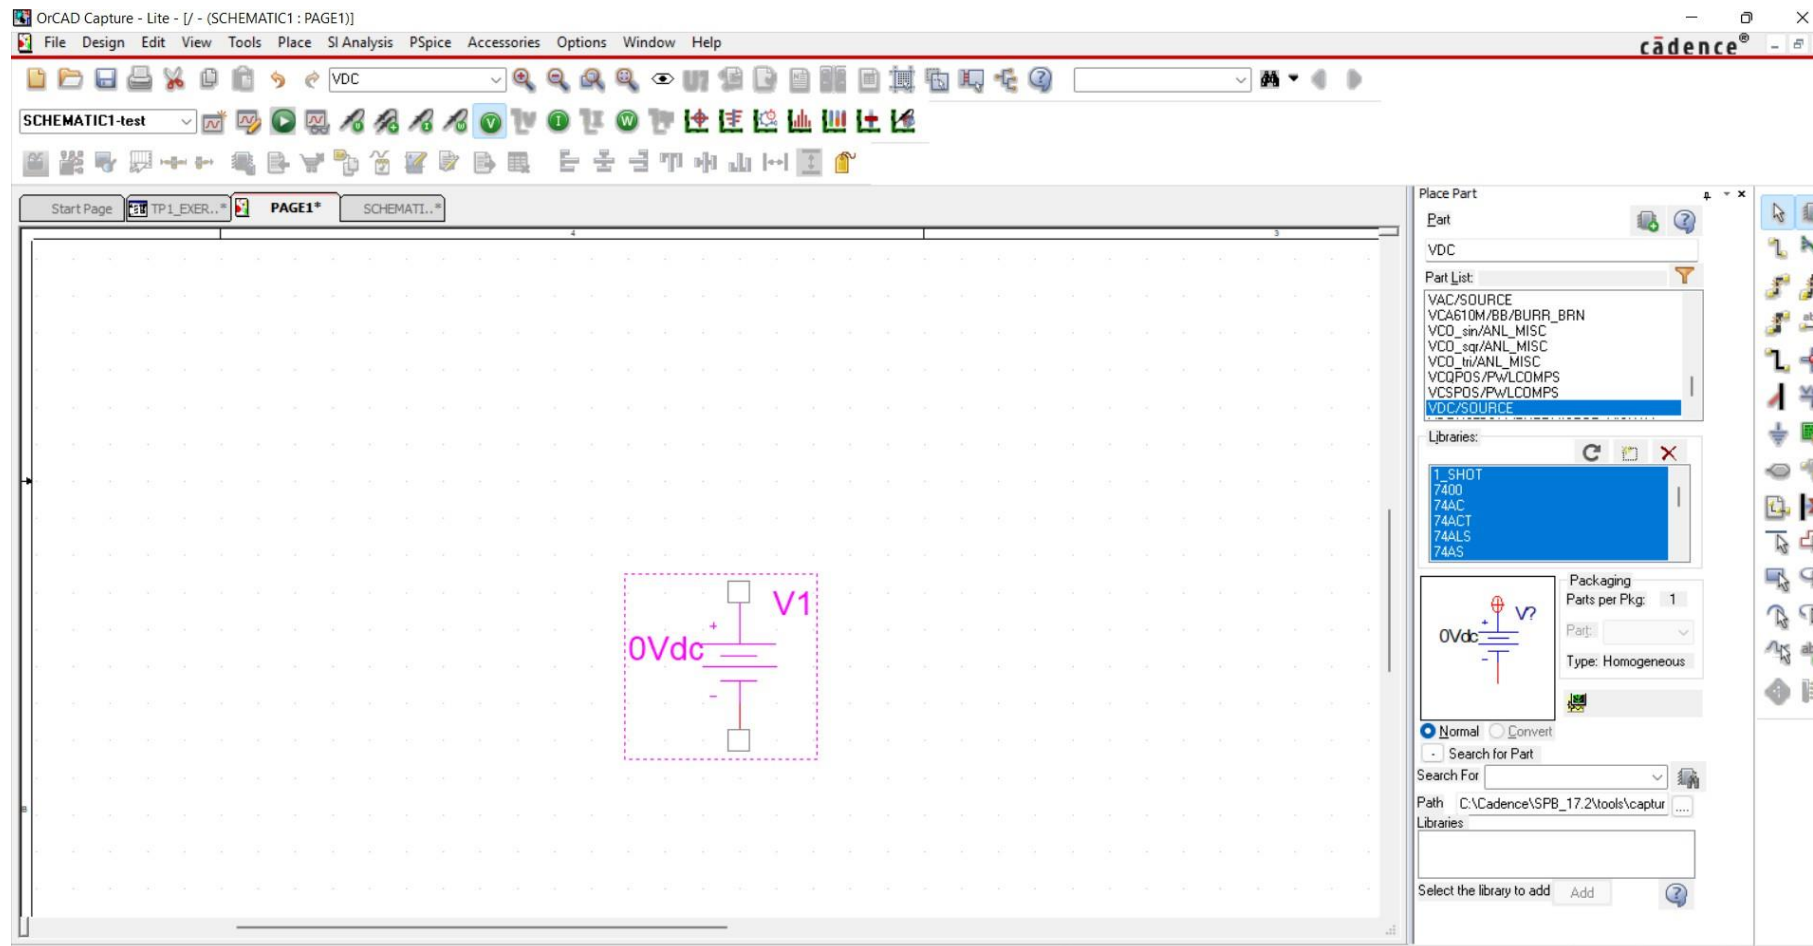 OrCAD Capture - Lite - [/ - (SCHEMATIC1 : PAGE1)]
File Design Edit View Tools Place SI Analysis PSpice Accessories Options Window Help
cādence®
VDC
SCHEMATIC1-test
Start Page TP1_EXER..* PAGE1* SCHEMATI..*
4 3
V1
+
0Vdc
-
B
Place Part
Part
VDC
Part List:
VAC/SOURCE
VCA610M/BB/BURR_BRN
VCO_sin/ANL_MISC
VCO_sqr/ANL_MISC
VCO_tri/ANL_MISC
VCQPOS/PWLCOMPS
VCSPOS/PWLCOMPS
VDC/SOURCE
Libraries:
1_SHOT
7400
74AC
74ACT
74ALS
74AS
V?
+
0Vdc
-
Packaging
Parts per Pkg: 1
Part:
Type: Homogeneous
Normal Convert
Search for Part
Search For
Path C:\Cadence\SPB_17.2\tools\captur ....
Libraries
Select the library to add Add